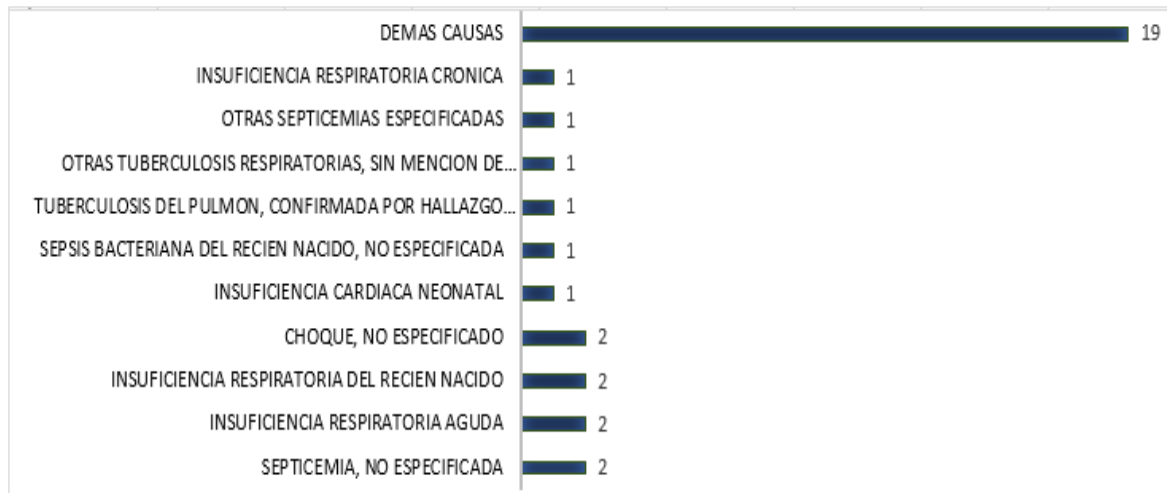 DEMAS CAUSAS 19
INSUFICIENCIA RESPIRATORIA CRONICA 1
OTRAS SEPTICEMIAS ESPECIFICADAS 1
OTRAS TUBERCULOSIS RESPIRATORIAS, SIN MENCION DE... 1
TUBERCULOSIS DEL PULMON, CONFIRMADA POR HALLAZGO... 1
SEPSIS BACTERIANA DEL RECIEN NACIDO, NO ESPECIFICADA 1
INSUFICIENCIA CARDIACA NEONATAL 1
CHOQUE, NO ESPECIFICADO 2
INSUFICIENCIA RESPIRATORIA DEL RECIEN NACIDO 2
INSUFICIENCIA RESPIRATORIA AGUDA 2
SEPTICEMIA, NO ESPECIFICADA 2